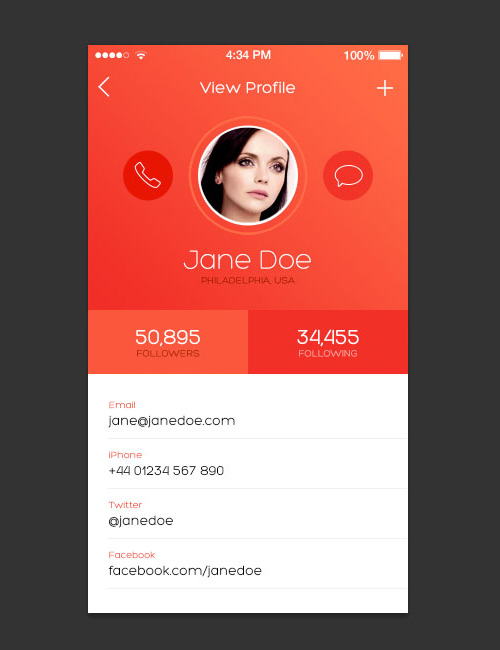 4:34 PM 100%
View Profile
Jane Doe
PHILADELPHIA, USA
50,895 34,455
FOLLOWERS FOLLOWING
Email
jane@janedoe.com
iPhone
+44 01234 567 890
Twitter
@janedoe
Facebook
facebook.com/janedoe